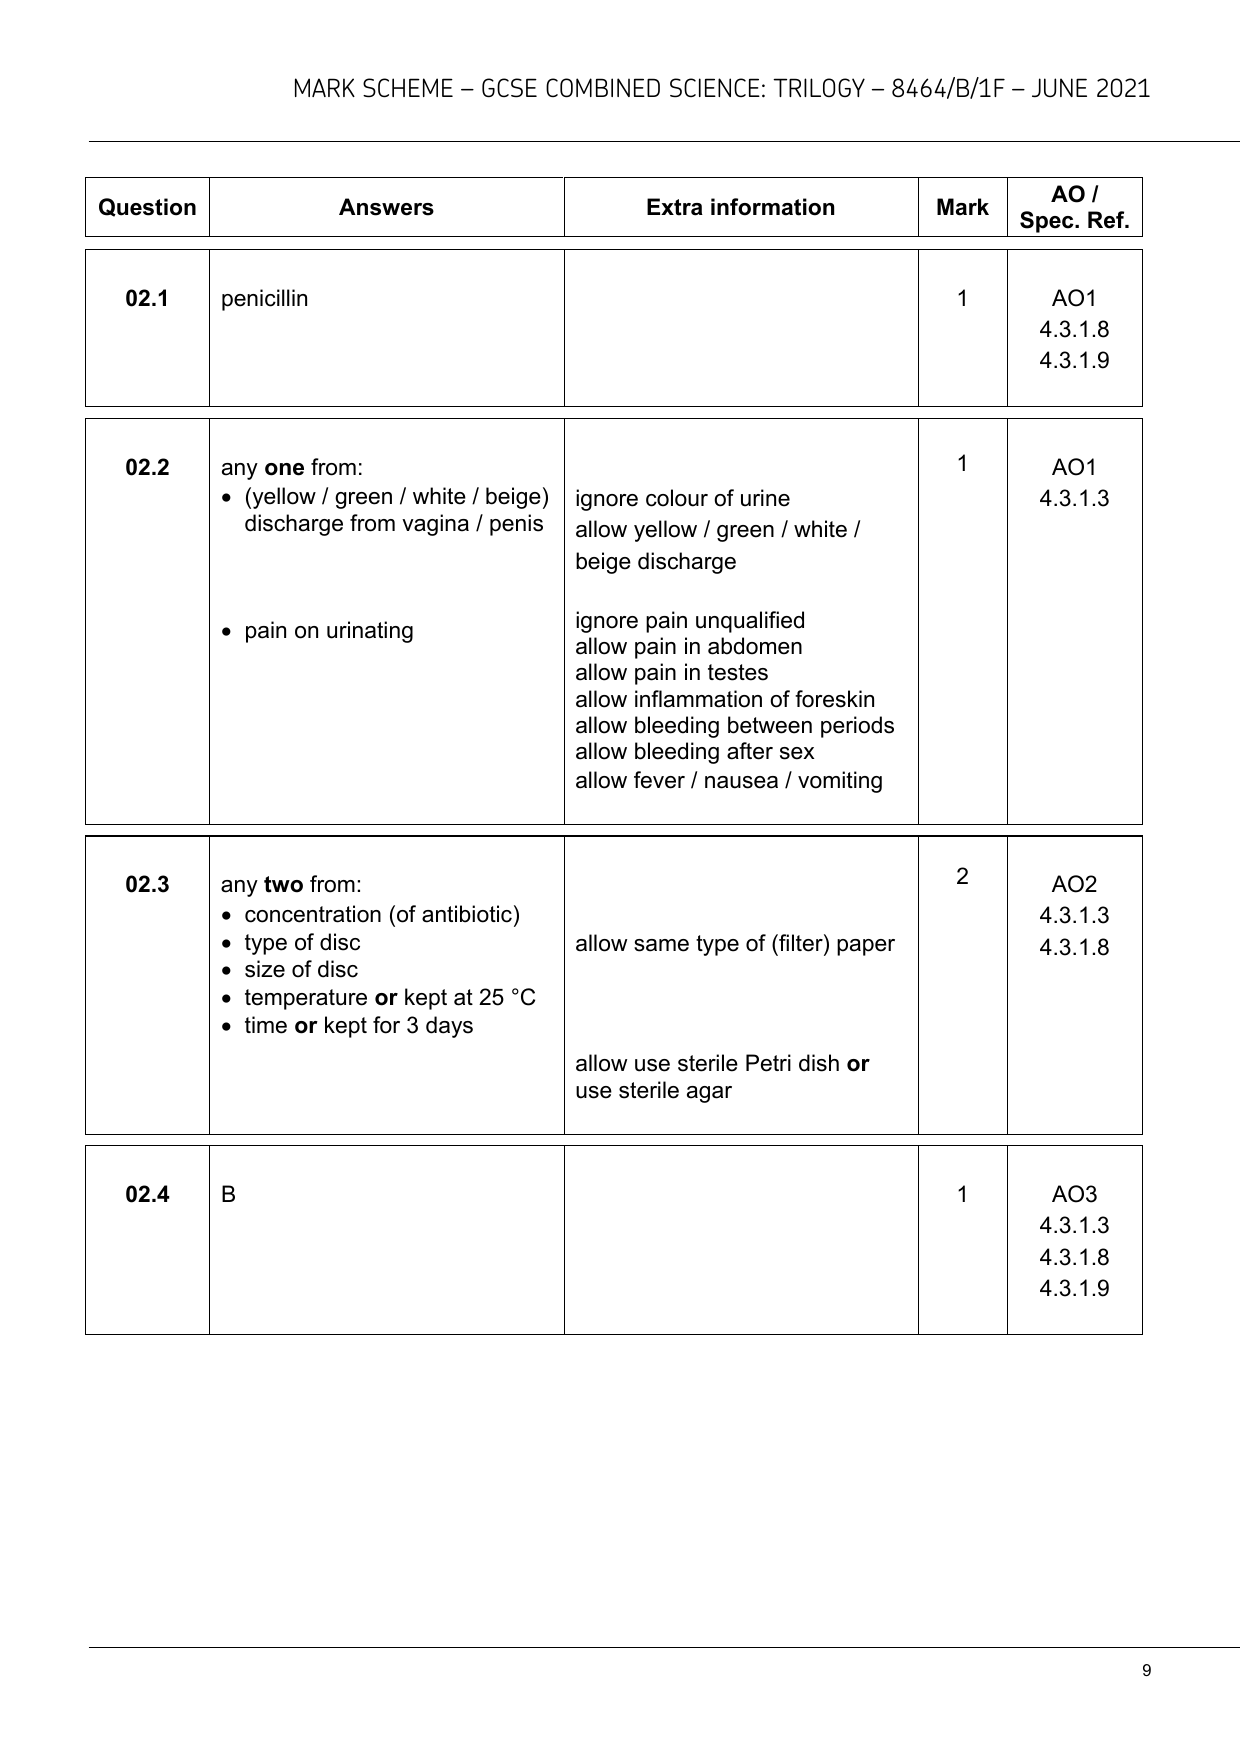 MARK SCHEME – GCSE COMBINED SCIENCE: TRILOGY – 8464/B/1F – JUNE 2021
Question
Answers
Extra information
Mark
AO /
Spec. Ref.
02.1
penicillin
1
AO1
4.3.1.8
4.3.1.9
02.2
any one from:
• (yellow / green / white / beige)
discharge from vagina / penis
• pain on urinating
ignore colour of urine
allow yellow / green / white /
beige discharge
ignore pain unqualified
allow pain in abdomen
allow pain in testes
allow inflammation of foreskin
allow bleeding between periods
allow bleeding after sex
allow fever / nausea / vomiting
1
AO1
4.3.1.3
02.3
any two from:
• concentration (of antibiotic)
• type of disc
• size of disc
• temperature or kept at 25 °C
• time or kept for 3 days
allow same type of (filter) paper
allow use sterile Petri dish or
use sterile agar
2
AO2
4.3.1.3
4.3.1.8
02.4
B
1
AO3
4.3.1.3
4.3.1.8
4.3.1.9
9